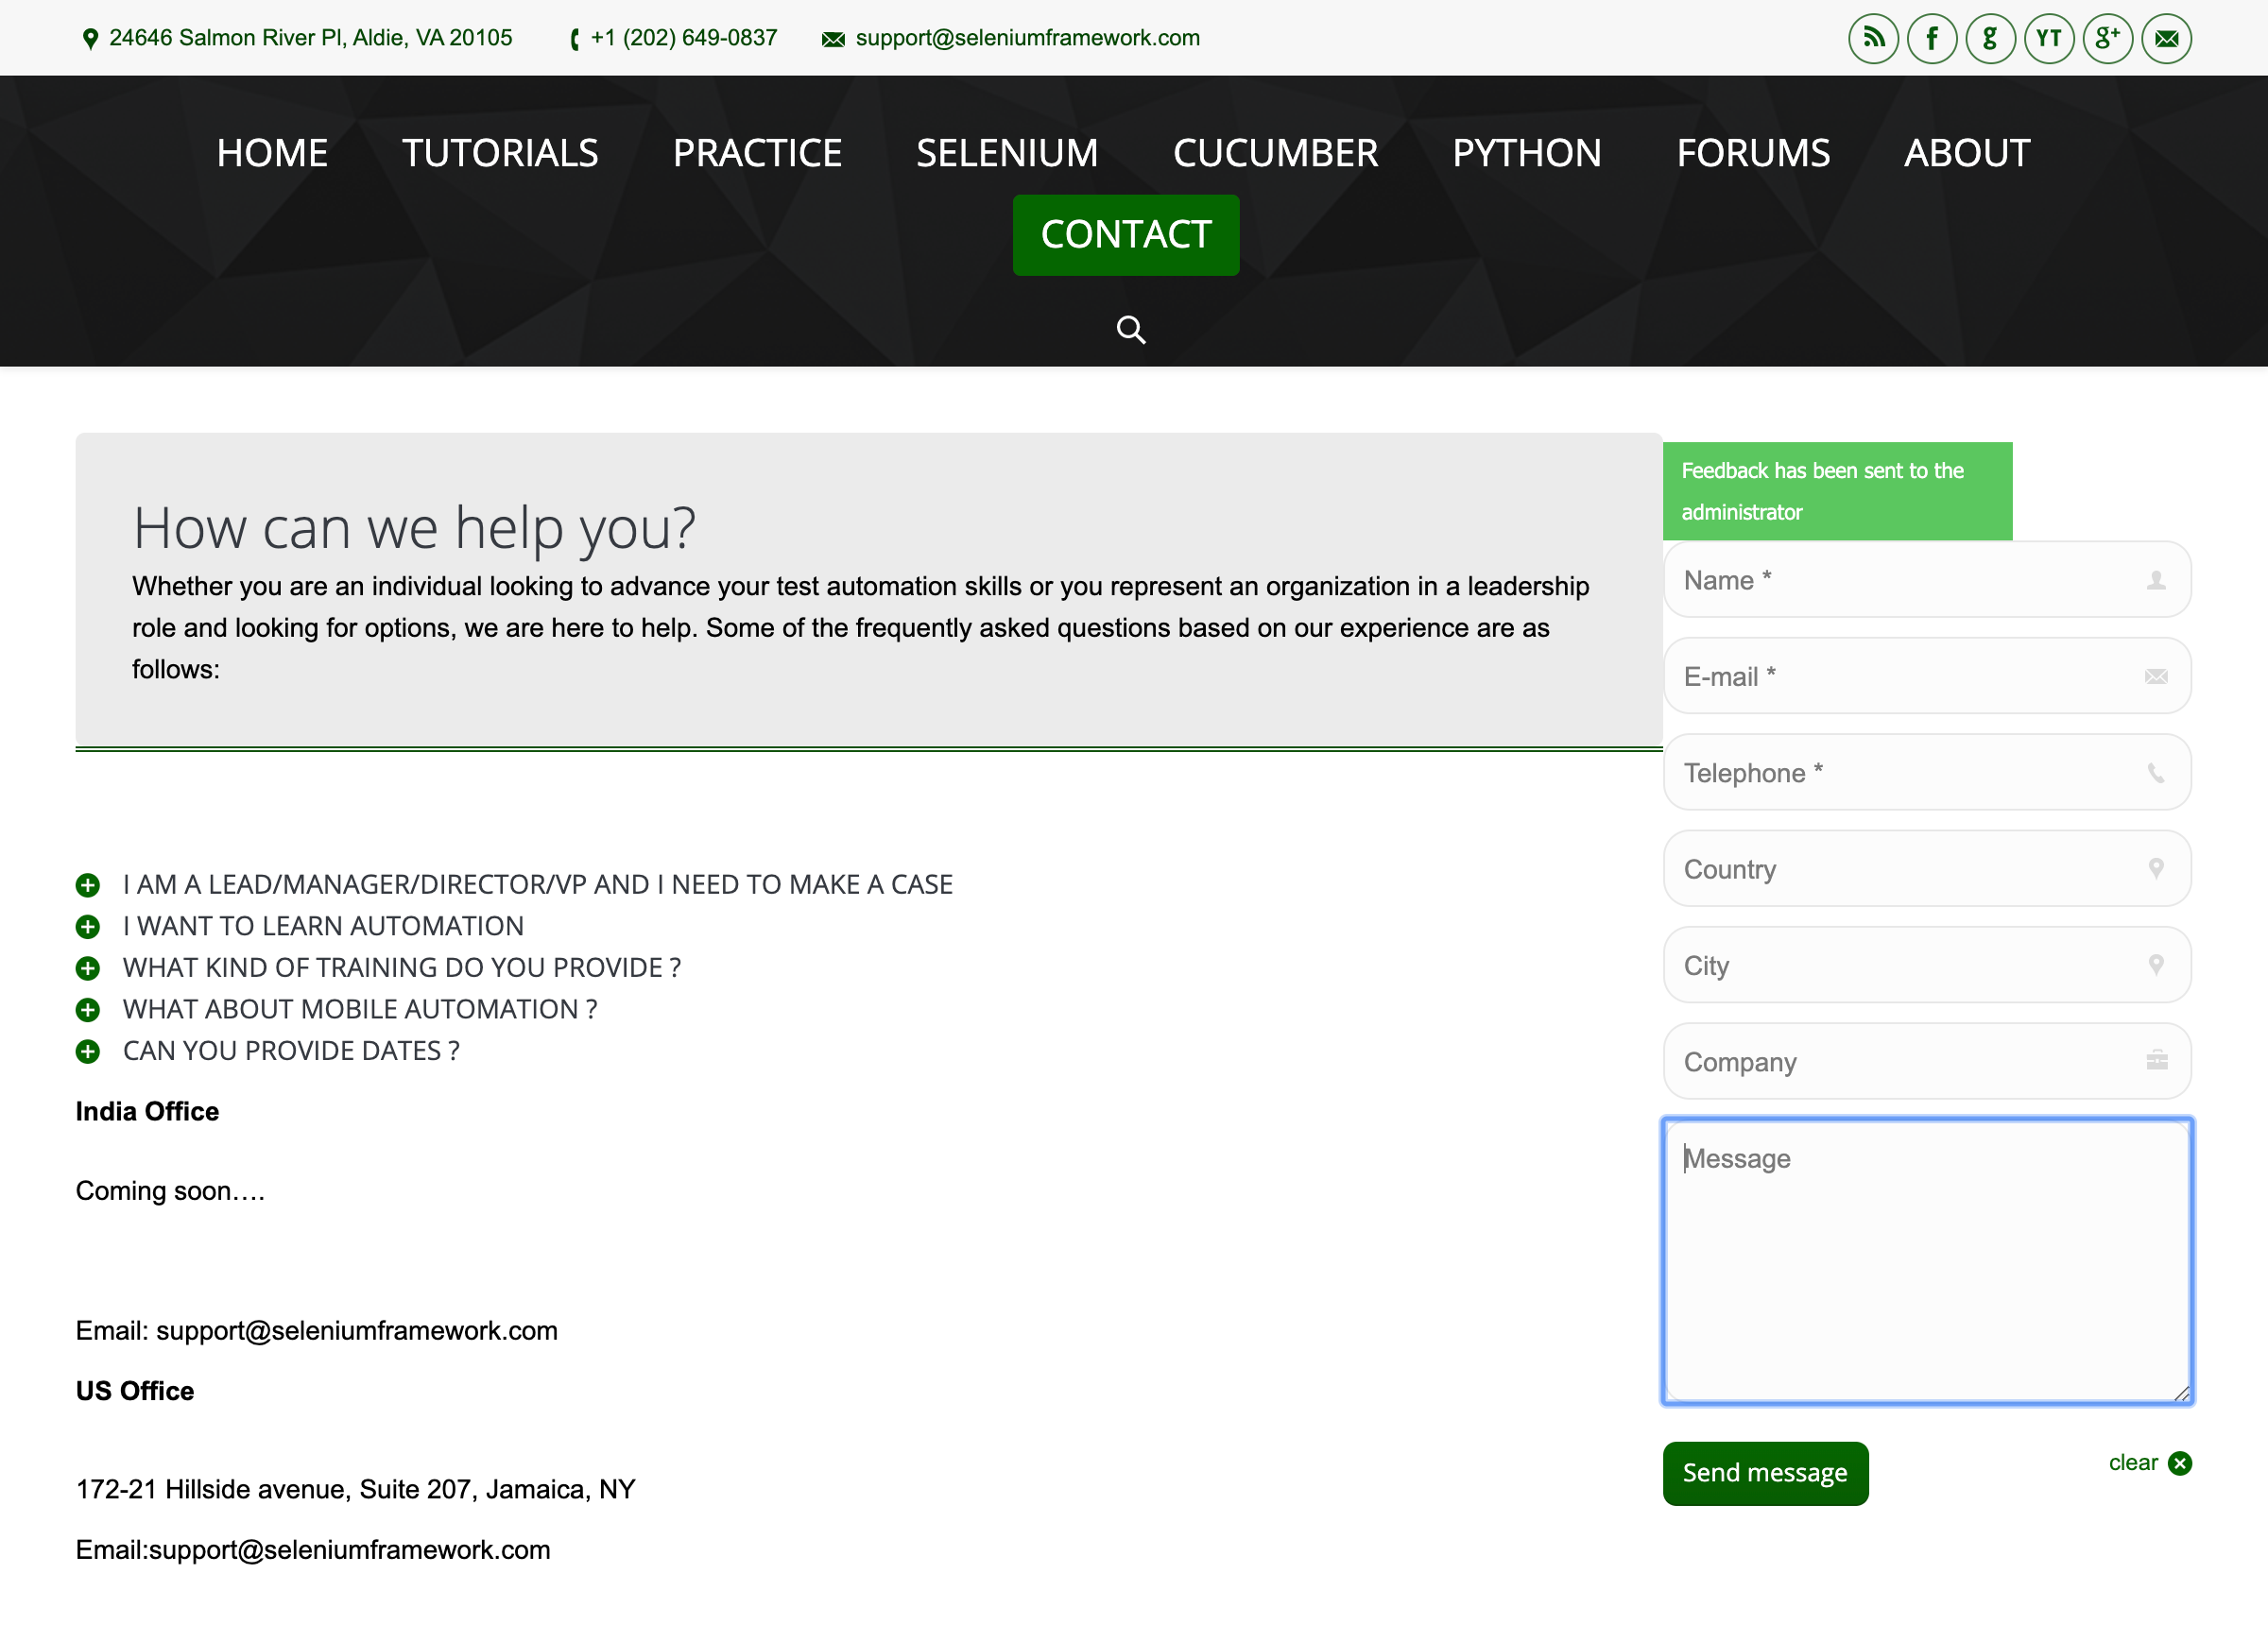 24646 Salmon River Pl, Aldie, VA 20105 +1 (202) 649-0837 support@seleniumframework.com f g YT g+
HOME TUTORIALS PRACTICE SELENIUM CUCUMBER PYTHON FORUMS ABOUT
CONTACT
How can we help you?
Whether you are an individual looking to advance your test automation skills or you represent an organization in a leadership
role and looking for options, we are here to help. Some of the frequently asked questions based on our experience are as
follows:
I AM A LEAD/MANAGER/DIRECTOR/VP AND I NEED TO MAKE A CASE
I WANT TO LEARN AUTOMATION
WHAT KIND OF TRAINING DO YOU PROVIDE ?
WHAT ABOUT MOBILE AUTOMATION ?
CAN YOU PROVIDE DATES ?
India Office
Coming soon….
Email: support@seleniumframework.com
US Office
172-21 Hillside avenue, Suite 207, Jamaica, NY
Email:support@seleniumframework.com
Feedback has been sent to the
administrator
Name *
E-mail *
Telephone *
Country
City
Company
Message
Send message clear